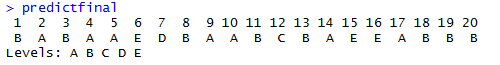 > predictfinal
 1  2  3  4  5  6  7  8  9 10 11 12 13 14 15 16 17 18 19 20
 B  A  B  A  A  E  D  B  A  A  B  C  B  A  E  E  A  B  B  B
Levels: A B C D E